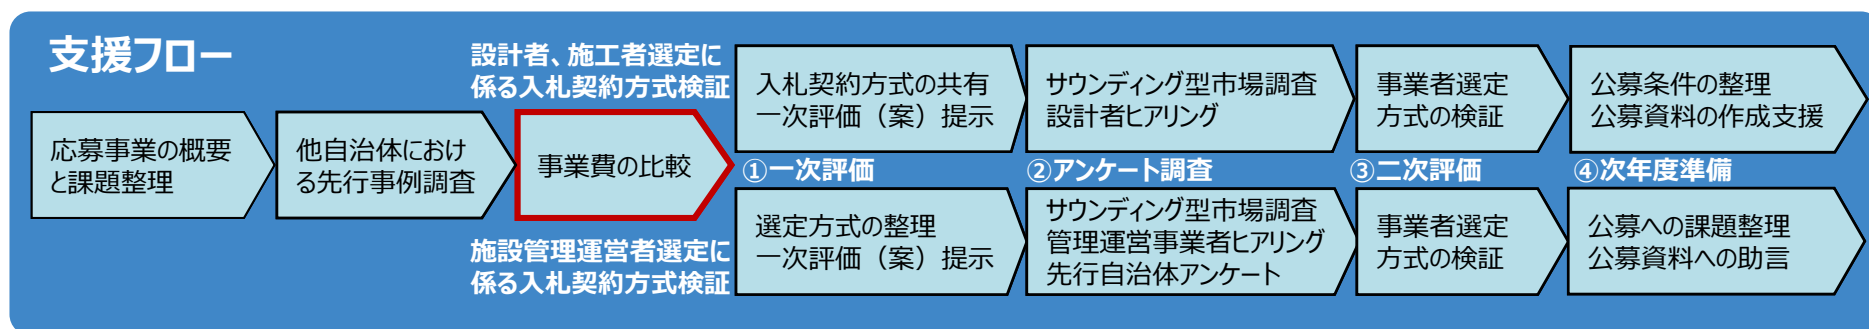 支援フロー
応募事業の概要
と課題整理
他自治体におけ
る先行事例調査
事業費の比較
設計者、施工者選定に
係る入札契約方式検証
入札契約方式の共有
一次評価（案）提示
サウンディング型市場調査
設計者ヒアリング
事業者選定
方式の検証
公募条件の整理
公募資料の作成支援
①一次評価
②アンケート調査
③二次評価
④次年度準備
施設管理運営者選定に
係る入札契約方式検証
選定方式の整理
一次評価（案）提示
サウンディング型市場調査
管理運営事業者ヒアリング
先行自治体アンケート
事業者選定
方式の検証
公募への課題整理
公募資料への助言